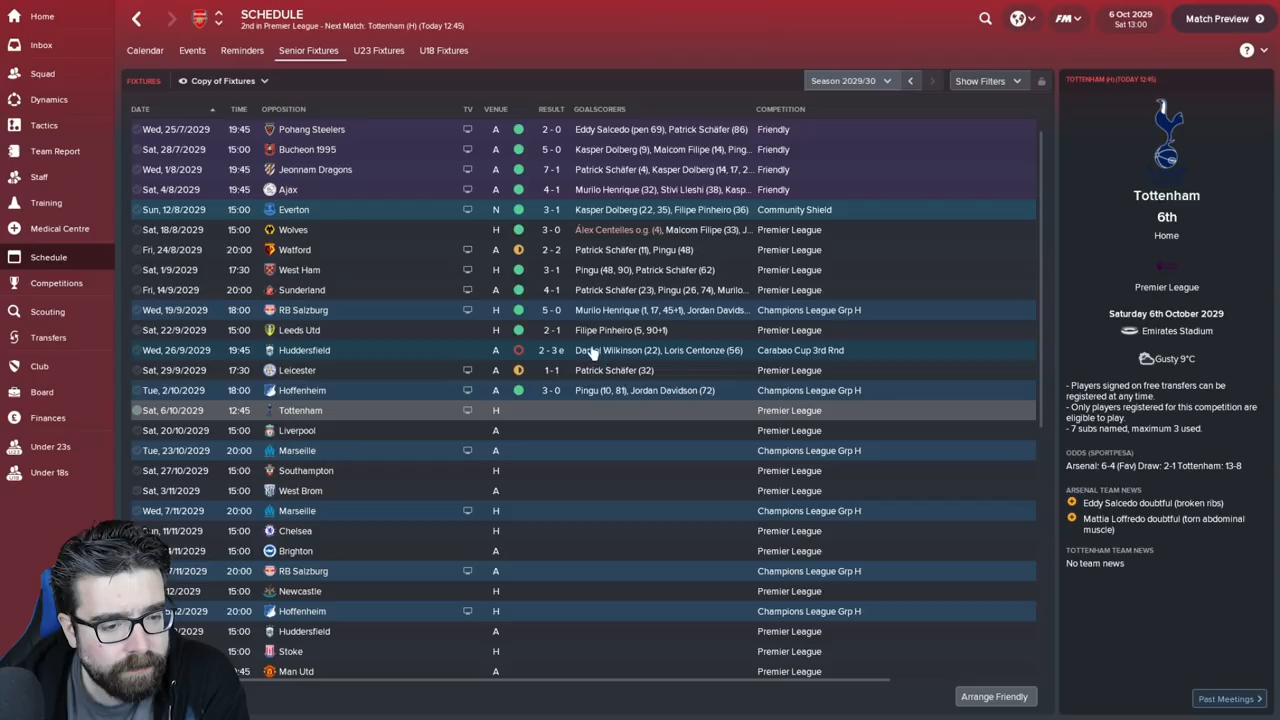 Home
Inbox
Squad
Dynamics
Tactics
Team Report
Staff
Training
Medical Centre
Schedule
Competitions
Scouting
Transfers
Club
Board
Finances
Under 23s
Under 18s
SCHEDULE
2nd in Premier League - Next Match: Tottenham (H) (Today 12:45)
FM
6 Oct 2029
Sat 13:00
Match Preview
Calendar Events Reminders Senior Fixtures U23 Fixtures U18 Fixtures
FIXTURES Copy of Fixtures Season 2029/30 Show Filters
DATE TIME OPPOSITION TV VENUE RESULT GOALSCORERS COMPETITION
Wed, 25/7/2029 19:45 Pohang Steelers A 2 - 0 Eddy Salcedo (pen 69), Patrick Schäfer (86) Friendly
Sat, 28/7/2029 15:00 Bucheon 1995 A 5 - 0 Kasper Dolberg (9), Malcom Filipe (14), Ping... Friendly
Wed, 1/8/2029 19:45 Jeonnam Dragons A 7 - 1 Patrick Schäfer (4), Kasper Dolberg (14, 17, 2... Friendly
Sat, 4/8/2029 19:45 Ajax A 4 - 1 Murilo Henrique (32), Stivi Lleshi (38), Kasp... Friendly
Sun, 12/8/2029 15:00 Everton N 3 - 1 Kasper Dolberg (22, 35), Filipe Pinheiro (36) Community Shield
Sat, 18/8/2029 15:00 Wolves H 3 - 0 Álex Centelles o.g. (4), Malcom Filipe (33), J... Premier League
Fri, 24/8/2029 20:00 Watford A 2 - 2 Patrick Schäfer (11), Pingu (48) Premier League
Sat, 1/9/2029 17:30 West Ham H 3 - 1 Pingu (48, 90), Patrick Schäfer (62) Premier League
Fri, 14/9/2029 20:00 Sunderland A 4 - 1 Patrick Schäfer (23), Pingu (26, 74), Murilo... Premier League
Wed, 19/9/2029 18:00 RB Salzburg H 5 - 0 Murilo Henrique (1, 17, 45+1), Jordan Davids... Champions League Grp H
Sat, 22/9/2029 15:00 Leeds Utd H 2 - 1 Filipe Pinheiro (5, 90+1) Premier League
Wed, 26/9/2029 19:45 Huddersfield A 2 - 3 e Wilkinson (22), Loris Centonze (56) Carabao Cup 3rd Rnd
Sat, 29/9/2029 17:30 Leicester A 1 - 1 Patrick Schäfer (32) Premier League
Tue, 2/10/2029 18:00 Hoffenheim A 3 - 0 Pingu (10, 81), Jordan Davidson (72) Champions League Grp H
Sat, 6/10/2029 12:45 Tottenham H Premier League
Sat, 20/10/2029 15:00 Liverpool A Premier League
Tue, 23/10/2029 20:00 Marseille A Champions League Grp H
Sat, 27/10/2029 15:00 Southampton H Premier League
Sat, 3/11/2029 15:00 West Brom A Premier League
Wed, 7/11/2029 20:00 Marseille H Champions League Grp H
Sun, 11/11/2029 15:00 Chelsea H Premier League
/11/2029 15:00 Brighton A Premier League
/11/2029 20:00 RB Salzburg A Champions League Grp H
/12/2029 15:00 Newcastle H Premier League
/12/2029 20:00 Hoffenheim H Champions League Grp H
/2029 15:00 Huddersfield A Premier League
/2029 15:00 Stoke H Premier League
:45 Man Utd A Premier League
Arrange Friendly
TOTTENHAM (H) (TODAY 12:45)
Tottenham
6th
Home
Premier League
Saturday 6th October 2029
Emirates Stadium
Gusty 9°C
- Players signed on free transfers can be
registered at any time.
- Only players registered for this competition are
eligible to play.
- 7 subs named, maximum 3 used.
ODDS (SPORTPESA)
Arsenal: 6-4 (Fav) Draw: 2-1 Tottenham: 13-8
ARSENAL TEAM NEWS
Eddy Salcedo doubtful (broken ribs)
Mattia Loffredo doubtful (torn abdominal
muscle)
TOTTENHAM TEAM NEWS
No team news
Past Meetings